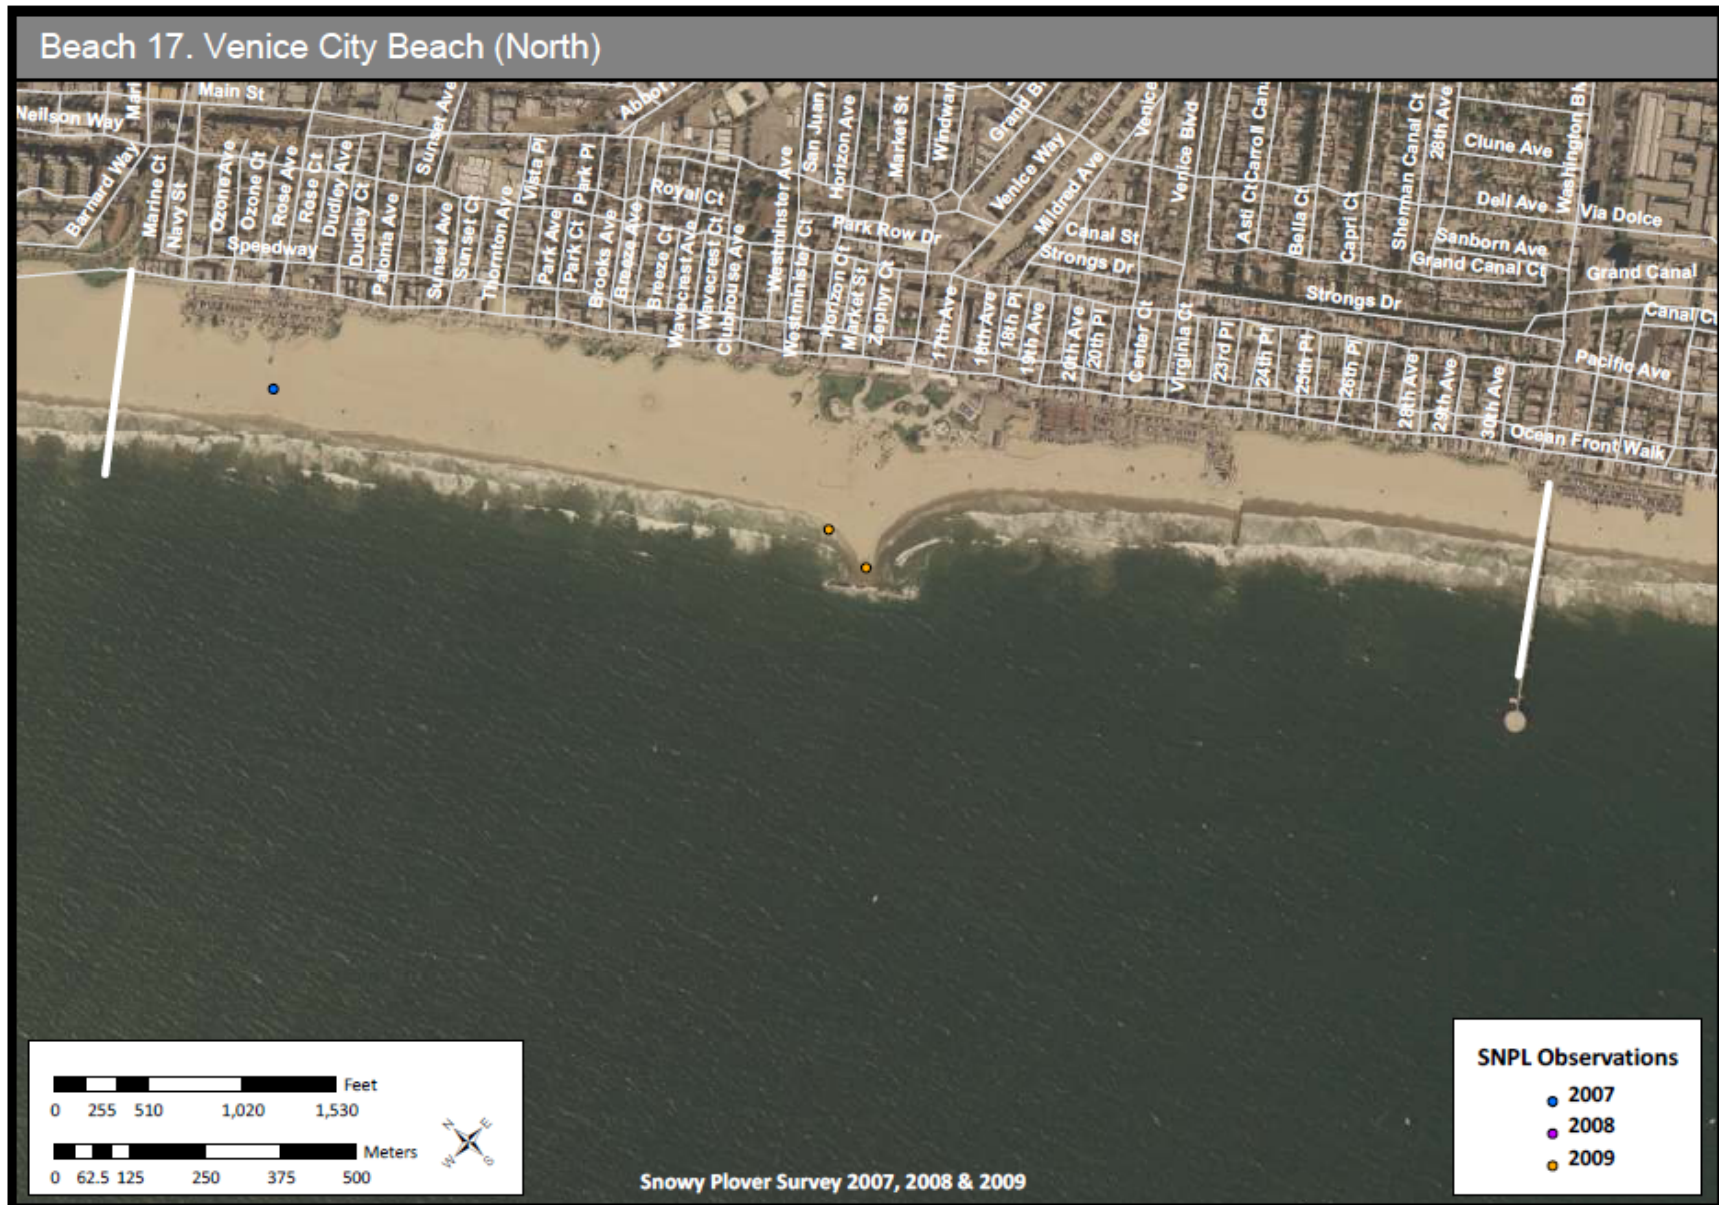 Beach 17. Venice City Beach (North)
Main St
Neilson Way
Barnard Way
Marine Ct
Navy St
Ozone Ave
Ozone Ct
Rose Ave
Rose Ct
Dudley Ave
Dudley Ct
Speedway
Paloma Ave
Sunset Ave
Sunset Ave
Sunset Ct
Thornton Ave
Vista Pl
Park Ave
Park Ct
Park Pl
Brooks Ave
Breeze Ave
Breeze Ct
Royal Ct
Wavecrest Ave
Wavacrest Ct
Clubhouse Ave
Westminster Ave
Westminister Ct
San Juan
Horizon Ave
Horizon Ct
Market St
Market St
Zephyr Ct
Windwar
Park Row Dr
Grand B
Venice Way
Mildred Ave
Venice
Venice Blvd
Canal St
Strongs Dr
17th Ave
18th Ave
18th Pl
19th Ave
20th Ave
20th Pl
Center Ct
Virginia Ct
23rd Pl
24th Pl
25th Pl
26th Pl
28th Ave
29th Ave
30th Ave
Asti Ct
Carroll Cana
Bella Ct
Capri Ct
Sherman Canal Ct
28th Ave
Clune Ave
Washington Bl
Dell Ave
Via Dolce
Sanborn Ave
Grand Canal Ct
Grand Canal
Strongs Dr
Canal Ct
Pacific Ave
Ocean Front Walk
Feet
0 255 510 1,020 1,530
Meters
0 62.5 125 250 375 500
N E
W S
Snowy Plover Survey 2007, 2008 & 2009
SNPL Observations
2007
2008
2009